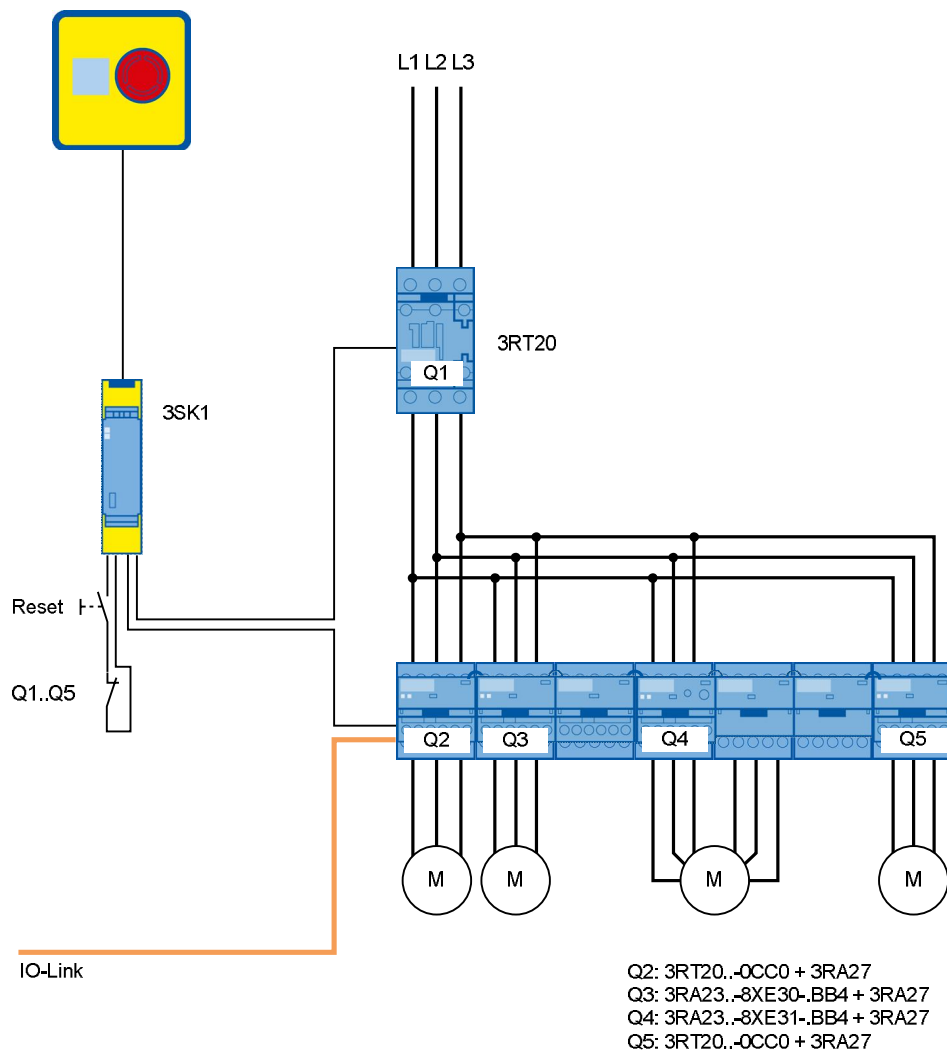 L1 L2 L3
3RT20
Q1
3SK1
Reset
Q1..Q5
Q2
Q3
Q4
Q5
M
M
M
M
IO-Link
Q2: 3RT20..-0CC0 + 3RA27
Q3: 3RA23..-8XE30-.BB4 + 3RA27
Q4: 3RA23..-8XE31-.BB4 + 3RA27
Q5: 3RT20..-0CC0 + 3RA27